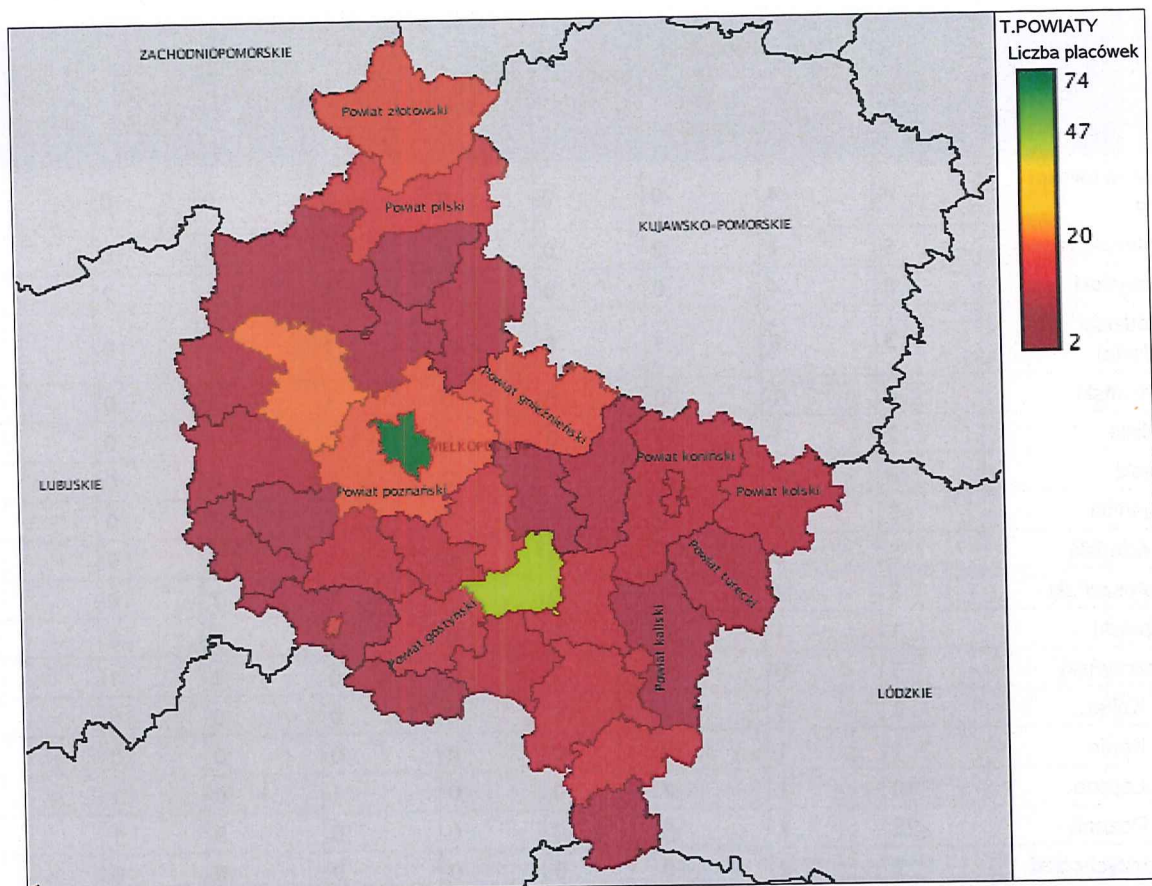 T.POWIATY
Liczba placówek
74
47
20
2
ZACHODNIOPOMORSKIE
Powiat złotowski
Powiat pilski
KUJAWSKO-POMORSKIE
Powiat gnieźnieński
Powiat koniński
LUBUSKIE
Powiat poznański
Powiat kolski
Powiat turecki
Powiat gostyński
Powiat kaliski
ŁÓDZKIE